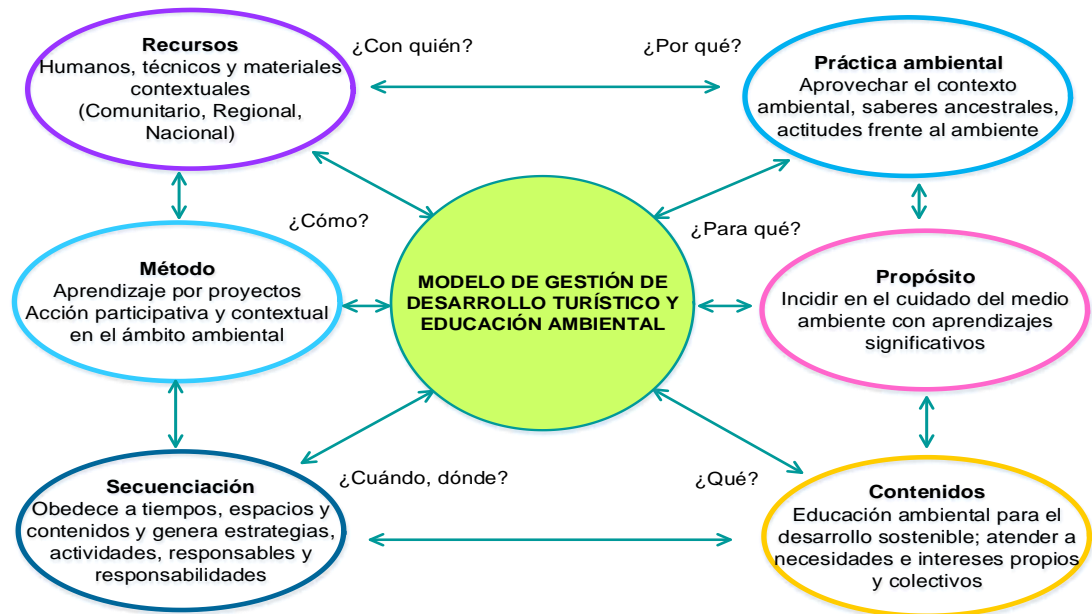 Recursos
Humanos, técnicos y materiales
contextuales
(Comunitario, Regional,
Nacional)
¿Con quién?
¿Por qué?
Práctica ambiental
Aprovechar el contexto
ambiental, saberes ancestrales,
actitudes frente al ambiente
¿Cómo?
¿Para qué?
Método
Aprendizaje por proyectos
Acción participativa y contextual
en el ámbito ambiental
MODELO DE GESTIÓN DE
DESARROLLO TURÍSTICO Y
EDUCACIÓN AMBIENTAL
Propósito
Incidir en el cuidado del medio
ambiente con aprendizajes
significativos
¿Cuándo, dónde?
¿Qué?
Secuenciación
Obedece a tiempos, espacios y
contenidos y genera estrategias,
actividades, responsables y
responsabilidades
Contenidos
Educación ambiental para el
desarrollo sostenible; atender a
necesidades e intereses propios
y colectivos